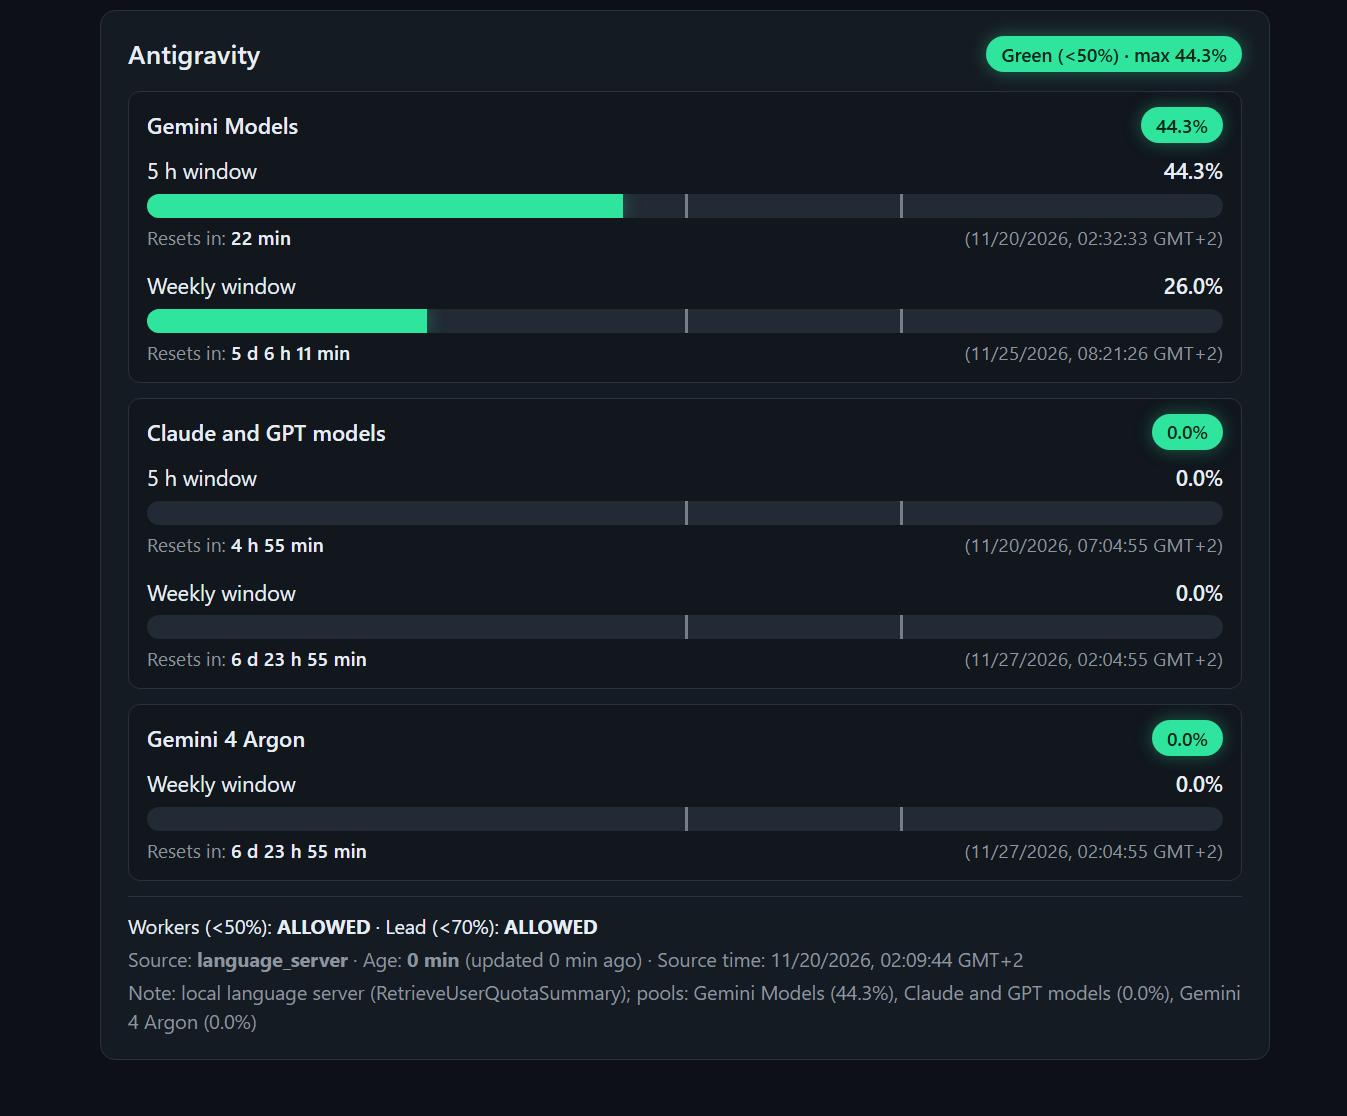 Antigravity
Green (<50%) · max 44.3%
Gemini Models
44.3%
5 h window
44.3%
Resets in: 22 min
(11/20/2026, 02:32:33 GMT+2)
Weekly window
26.0%
Resets in: 5 d 6 h 11 min
(11/25/2026, 08:21:26 GMT+2)
Claude and GPT models
0.0%
5 h window
0.0%
Resets in: 4 h 55 min
(11/20/2026, 07:04:55 GMT+2)
Weekly window
0.0%
Resets in: 6 d 23 h 55 min
(11/27/2026, 02:04:55 GMT+2)
Gemini 4 Argon
0.0%
Weekly window
0.0%
Resets in: 6 d 23 h 55 min
(11/27/2026, 02:04:55 GMT+2)
Workers (<50%): ALLOWED · Lead (<70%): ALLOWED
Source: language_server · Age: 0 min (updated 0 min ago) · Source time: 11/20/2026, 02:09:44 GMT+2
Note: local language server (RetrieveUserQuotaSummary); pools: Gemini Models (44.3%), Claude and GPT models (0.0%), Gemini
4 Argon (0.0%)